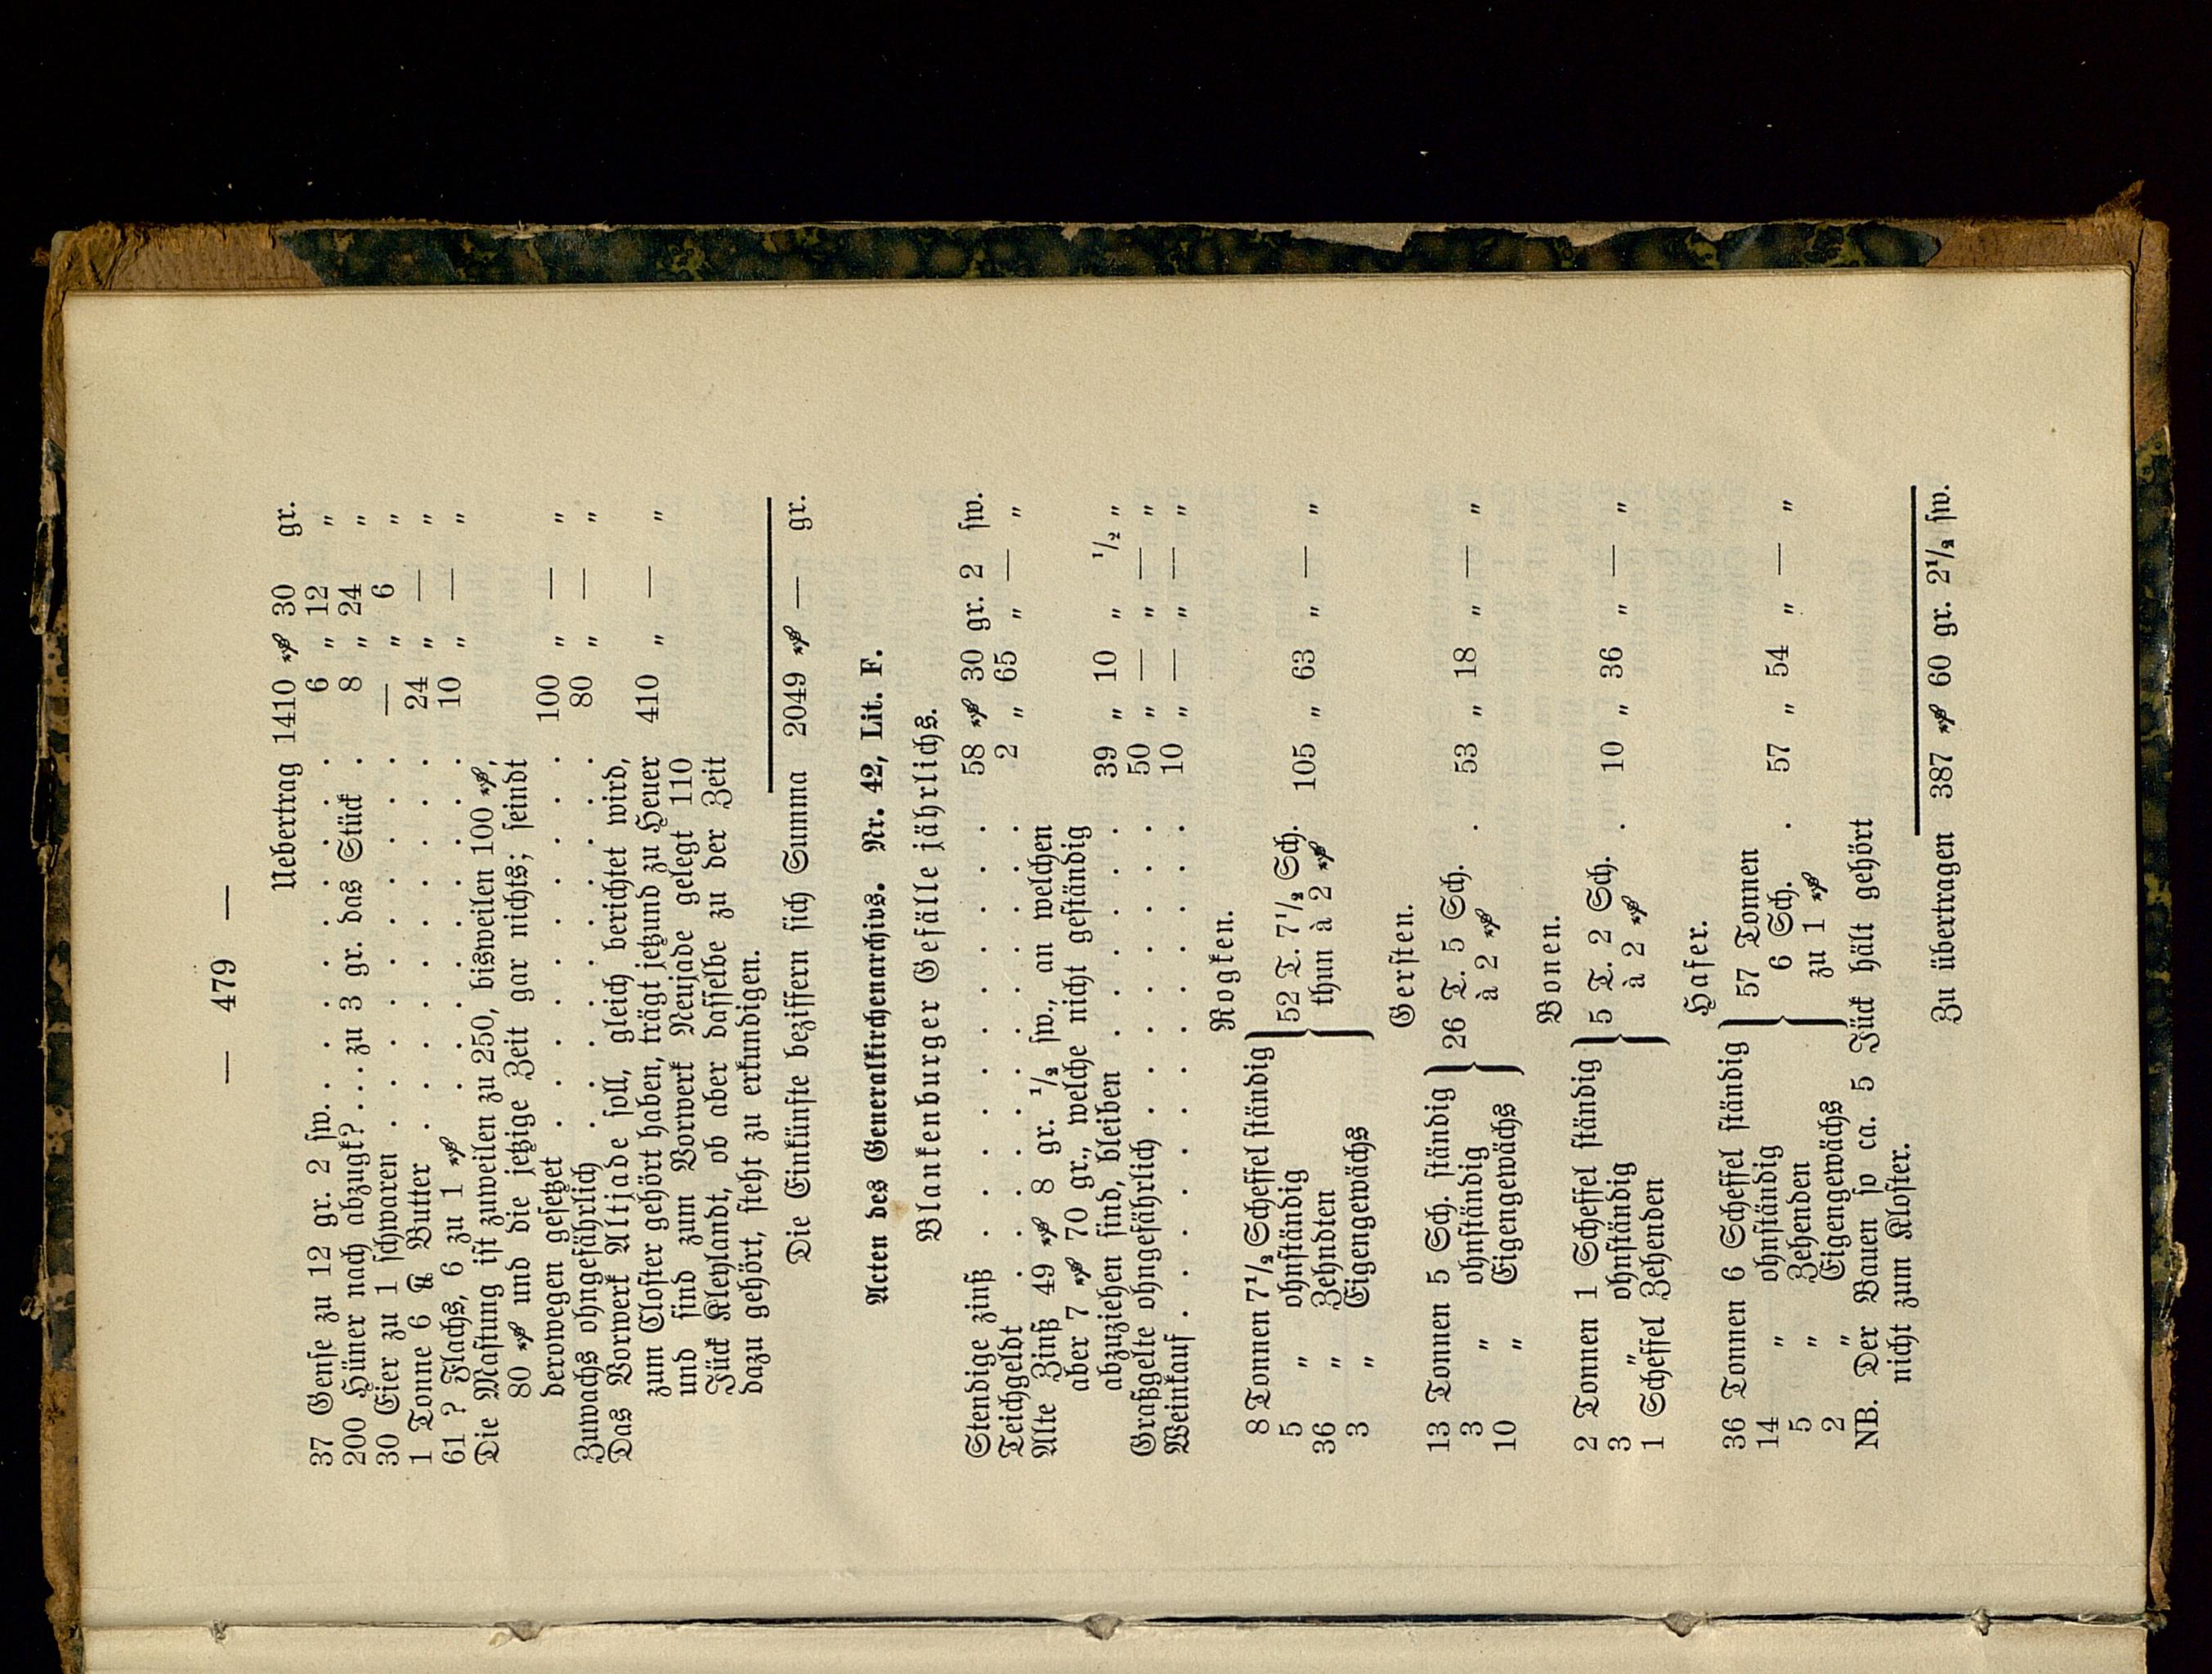 — 479 —
Uebertrag 1410 ₰ 30 gr.
37 Gense zu 12 gr. 2 ſw. . . . . . . . . 6 „ 12 „
200 Hüner nach abzugk? . . . zu 3 gr. das Stück . 8 „ 24 „
30 Eier zu 1 ſchwaren . . . . . . . . . — „ 6 „
1 Tonne 6 ℔ Butter . . . . . . . . . 24 „ — „
61 ? Flachs, 6 zu 1 ₰ . . . . . . . . 10 „ — „
Die Maſtung iſt zuweilen zu 250, bisweilen 100 ₰,
80 ₰ und die jetzige Zeit gar nichts; ſeindt
derowegen geſetzet . . . . . . . . . 100 „ — „
Zuwachs ohngefährlich . . . . . . . . . 80 „ — „
Das Vorwerk Altjade ſoll, gleich berichtet wird,
zum Cloſter gehört haben, trägt jetzund zu Heuer 410 „ — „
und ſind zum Vorwerk Neujade gelegt 110
Jück Kleylandt, ob aber daſſelbe zu der Zeit
dazu gehört, ſteht zu erkundigen.
Die Einkünfte beziffern ſich Summa 2049 ₰ — gr.
Acten des Generalkirchenarchivs. Nr. 42, Lit. F.
Blankenburger Gefälle jährlichs.
Stendige zinß . . . . . . . . . . . 58 ₰ 30 gr. 2 ſw.
Teichgeldt . . . . . . . . . . . 2 „ 65 „ — „
Alte Zinß 49 ₰ 8 gr. ½ ſw., an welchen
aber 7 ₰ 70 gr., welche nicht geſtändig
abzuziehen ſind, bleiben . . . . . . . 39 „ 10 „ ½ „
Graßgelte ohngefährlich . . . . . . . . 50 „ — „ — „
Weinkauf . . . . . . . . . . . . 10 „ — „ — „
Rogken.
8 Tonnen 7½ Scheffel ſtändig } 52 T. 7½ Sch. 105 „ 63 „ — „
5 „ ohnſtändig thun à 2 ₰
36 „ Zehndten
3 „ Eigengewächs
Gerſten.
13 Tonnen 5 Sch. ſtändig } 26 T. 5 Sch. . 53 „ 18 „ — „
3 „ ohnſtändig à 2 ₰
10 „ Eigengewächs
Bonen.
2 Tonnen 1 Scheffel ſtändig } 5 T. 2 Sch. . 10 „ 36 „ — „
3 „ ohnſtändig à 2 ₰
1 Scheffel Zehenden
Hafer.
36 Tonnen 6 Scheffel ſtändig } 57 Tonnen
14 „ ohnſtändig 6 Sch. . 57 „ 54 „ — „
5 „ Zehenden zu 1 ₰
2 „ Eigengewächs
NB. Der Bauen ſo ca. 5 Jück hält gehört
nicht zum Kloſter.
Zu übertragen 387 ₰ 60 gr. 2½ ſw.